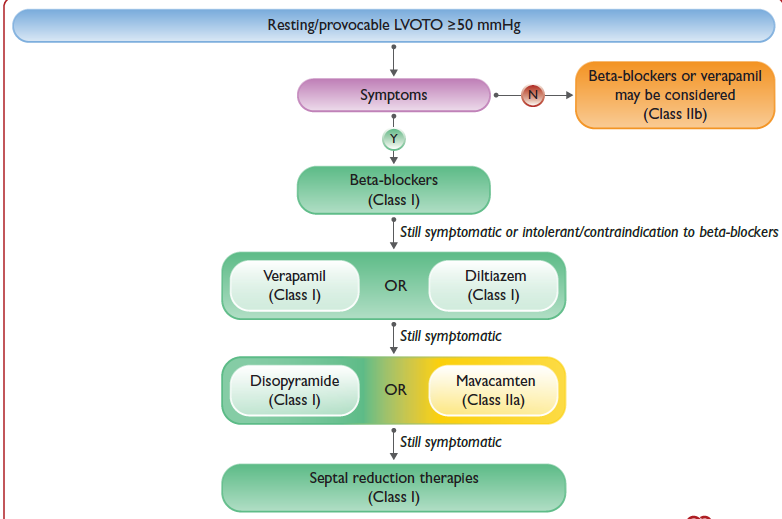 Resting/provocable LVOTO ≥50 mmHg
Symptoms
N
Beta-blockers or verapamil
may be considered
(Class IIb)
Y
Beta-blockers
(Class I)
Still symptomatic or intolerant/contraindication to beta-blockers
Verapamil
(Class I)
OR
Diltiazem
(Class I)
Still symptomatic
Disopyramide
(Class I)
OR
Mavacamten
(Class IIa)
Still symptomatic
Septal reduction therapies
(Class I)